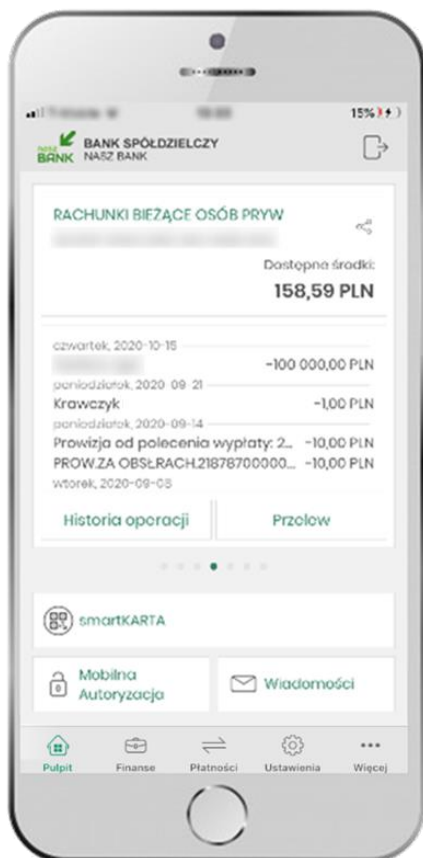 15%
nasz
BANK
BANK SPÓŁDZIELCZY
NASZ BANK
RACHUNKI BIEŻĄCE OSÓB PRYW
Dostępne środki:
158,59 PLN
czwartek, 2020-10-15
-100 000,00 PLN
poniedziałek, 2020-09-21
Krawczyk -1,00 PLN
poniedziałek, 2020-09-14
Prowizja od polecenia wypłaty: 2... -10,00 PLN
PROW.ZA OBSŁ.RACH.21878700000... -10,00 PLN
wtorek, 2020-09-08
Historia operacji Przelew
smartKARTA
Mobilna
Autoryzacja
Wiadomości
Pulpit Finanse Płatności Ustawienia Więcej